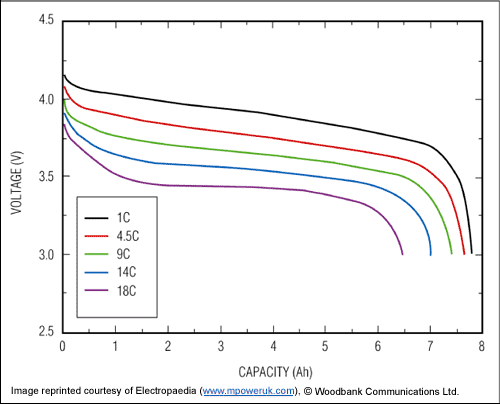 4.5
4.0
3.5
3.0
2.5
VOLTAGE (V)
1C
4.5C
9C
14C
18C
0 1 2 3 4 5 6 7 8
CAPACITY (Ah)
Image reprinted courtesy of Electropaedia (www.mpoweruk.com), © Woodbank Communications Ltd.